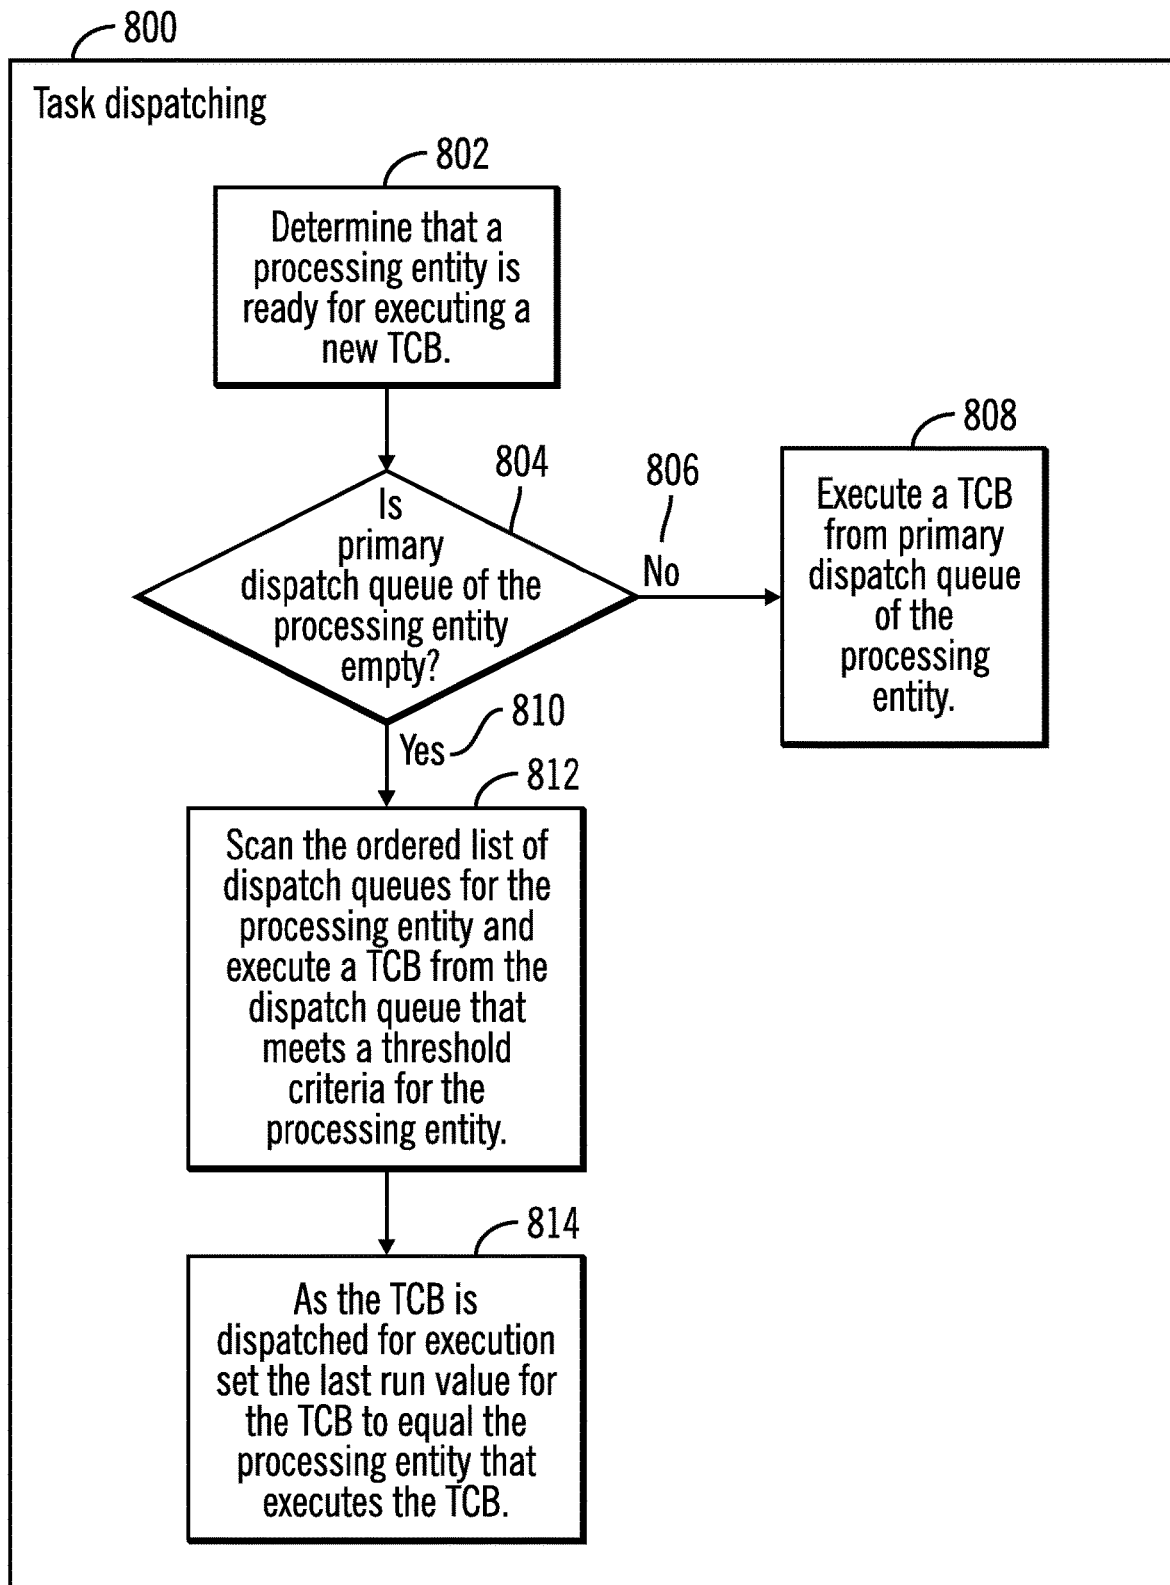 800
Task dispatching
802
Determine that a
processing entity is
ready for executing a
new TCB.
804
Is
primary
dispatch queue of the
processing entity
empty?
806
No
808
Execute a TCB
from primary
dispatch queue
of the
processing
entity.
Yes
810
812
Scan the ordered list of
dispatch queues for the
processing entity and
execute a TCB from the
dispatch queue that
meets a threshold
criteria for the
processing entity.
814
As the TCB is
dispatched for execution
set the last run value for
the TCB to equal the
processing entity that
executes the TCB.